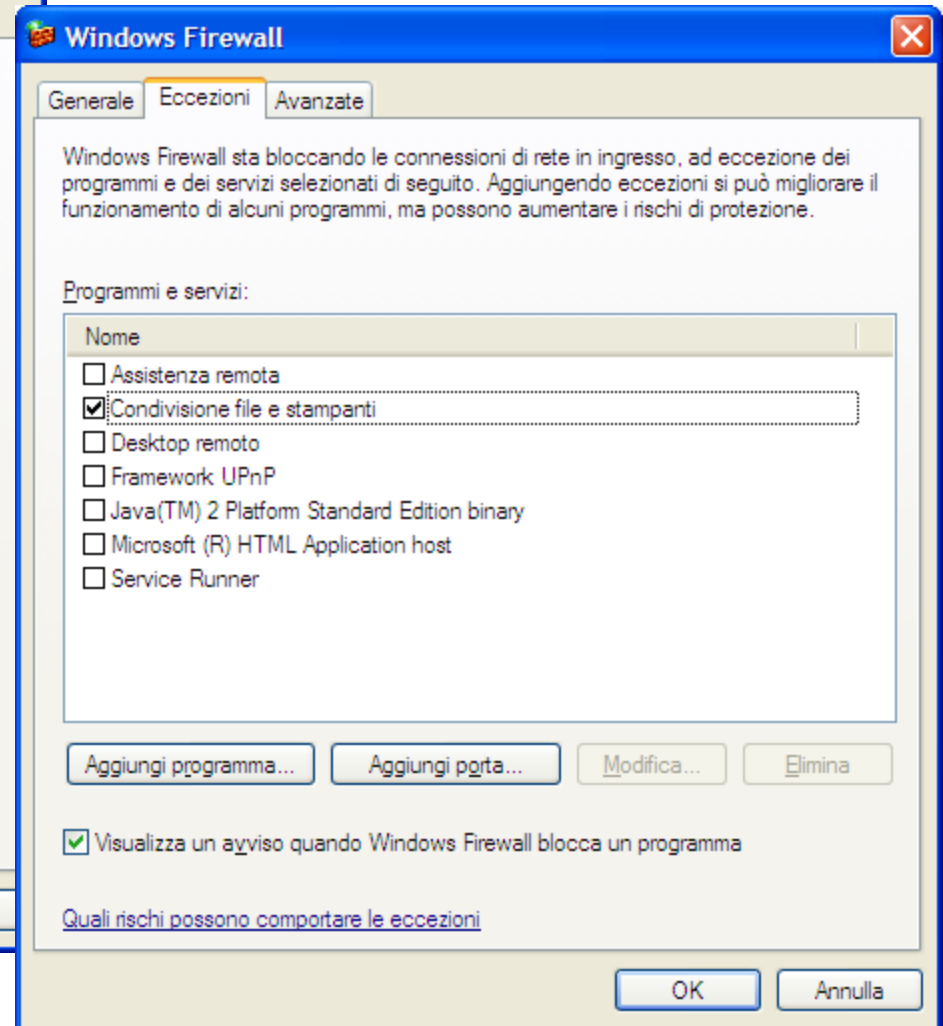 Windows Firewall
Generale
Eccezioni
Avanzate
Windows Firewall sta bloccando le connessioni di rete in ingresso, ad eccezione dei
programmi e dei servizi selezionati di seguito. Aggiungendo eccezioni si può migliorare il
funzionamento di alcuni programmi, ma possono aumentare i rischi di protezione.
Programmi e servizi:
Nome
Assistenza remota
Condivisione file e stampanti
Desktop remoto
Framework UPnP
Java(TM) 2 Platform Standard Edition binary
Microsoft (R) HTML Application host
Service Runner
Aggiungi programma...
Aggiungi porta...
Modifica...
Elimina
Visualizza un avviso quando Windows Firewall blocca un programma
Quali rischi possono comportare le eccezioni
OK
Annulla